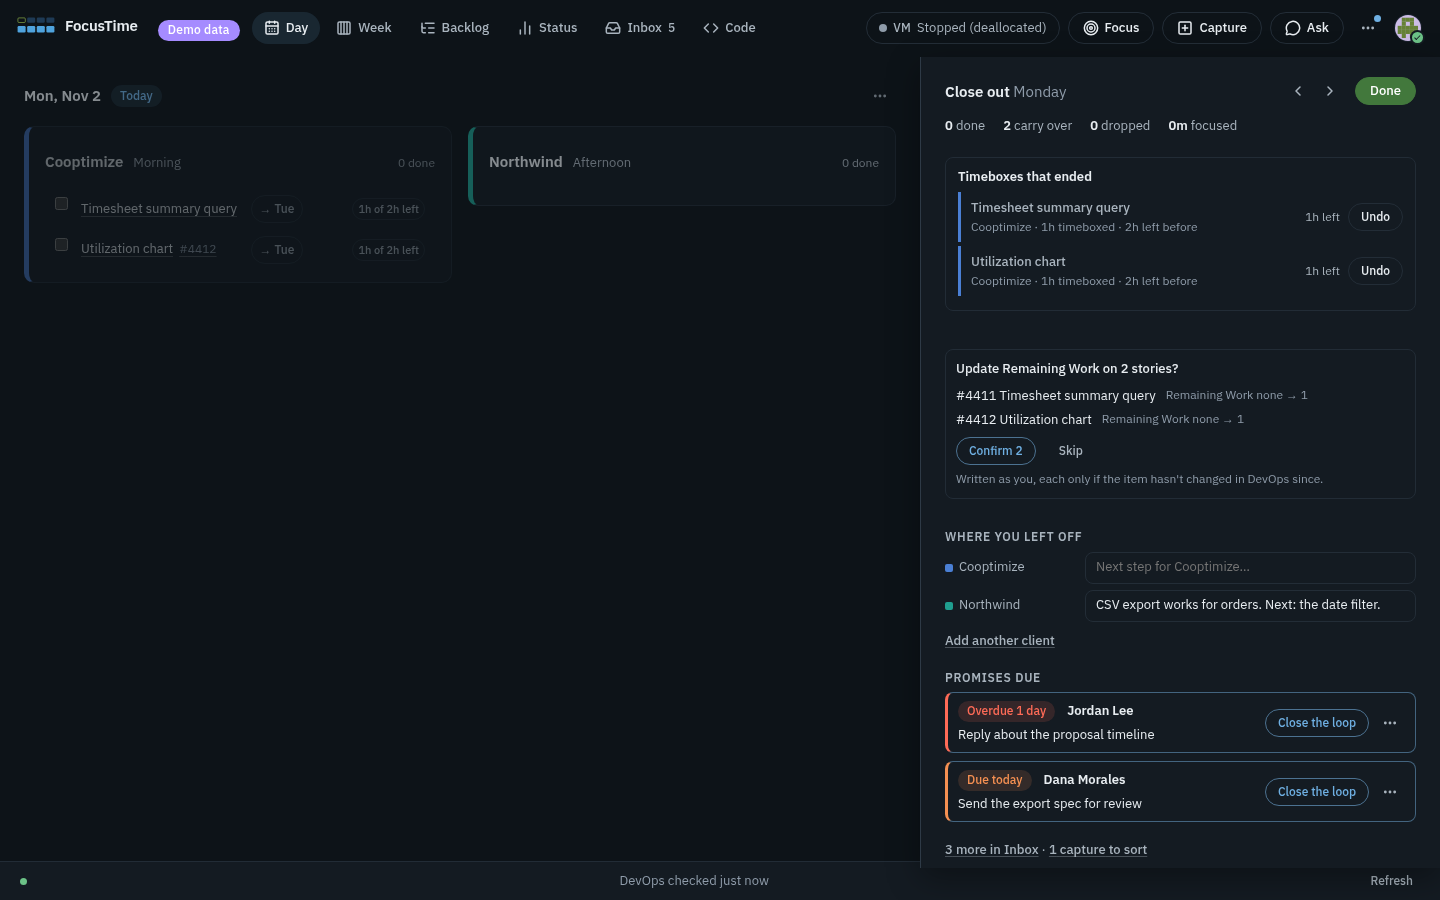 FocusTime
Demo data
Day
Week
Backlog
Status
Inbox 5
Code
VM Stopped (deallocated)
Focus
Capture
Ask
Mon, Nov 2 Today
Cooptimize Morning 0 done
Timesheet summary query → Tue 1h of 2h left
Utilization chart #4412 → Tue 1h of 2h left
Northwind Afternoon 0 done
Close out Monday
Done
0 done 2 carry over 0 dropped 0m focused
Timeboxes that ended
Timesheet summary query
Cooptimize · 1h timeboxed · 2h left before
1h left Undo
Utilization chart
Cooptimize · 1h timeboxed · 2h left before
1h left Undo
Update Remaining Work on 2 stories?
#4411 Timesheet summary query Remaining Work none → 1
#4412 Utilization chart Remaining Work none → 1
Confirm 2 Skip
Written as you, each only if the item hasn't changed in DevOps since.
WHERE YOU LEFT OFF
Cooptimize Next step for Cooptimize...
Northwind CSV export works for orders. Next: the date filter.
Add another client
PROMISES DUE
Overdue 1 day Jordan Lee
Reply about the proposal timeline
Close the loop
Due today Dana Morales
Send the export spec for review
Close the loop
3 more in Inbox · 1 capture to sort
DevOps checked just now
Refresh